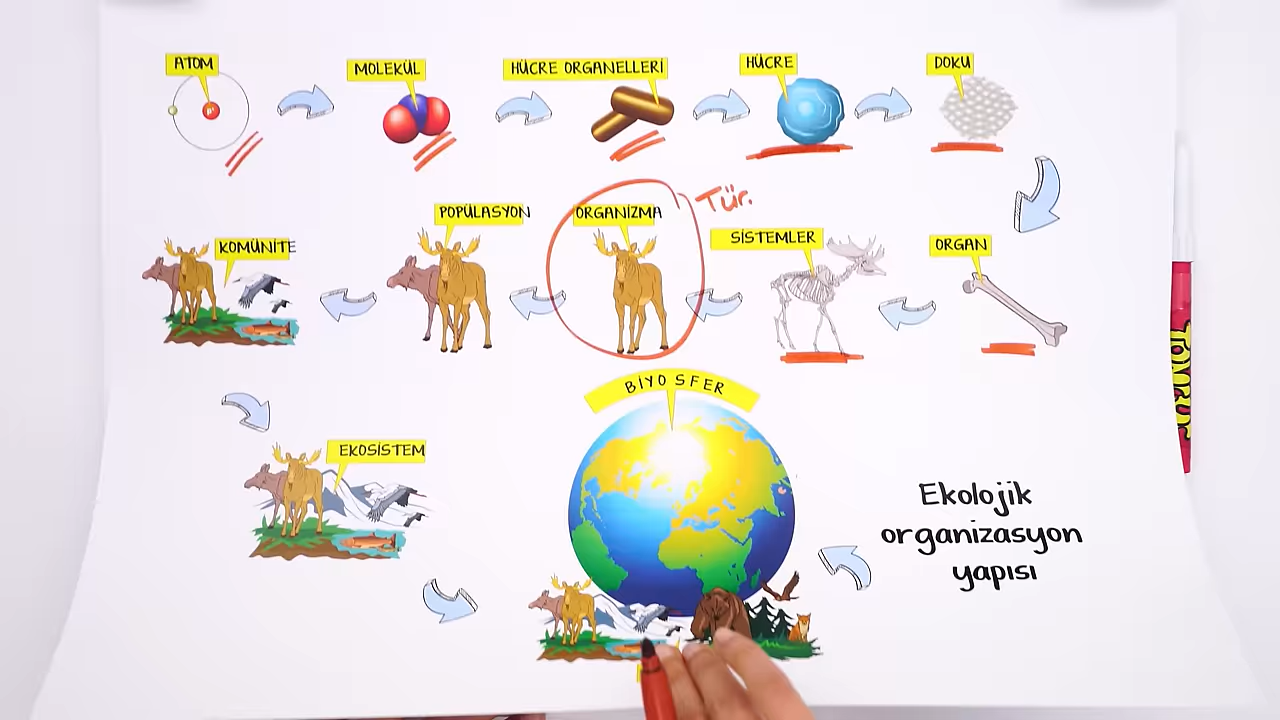 ATOM
MOLEKÜL
HÜCRE ORGANELLERİ
HÜCRE
DOKU
Tür.
POPÜLASYON
ORGANİZMA
SİSTEMLER
ORGAN
KOMÜNİTE
BİYOSFER
EKOSİSTEM
Ekolojik
organizasyon
yapısı